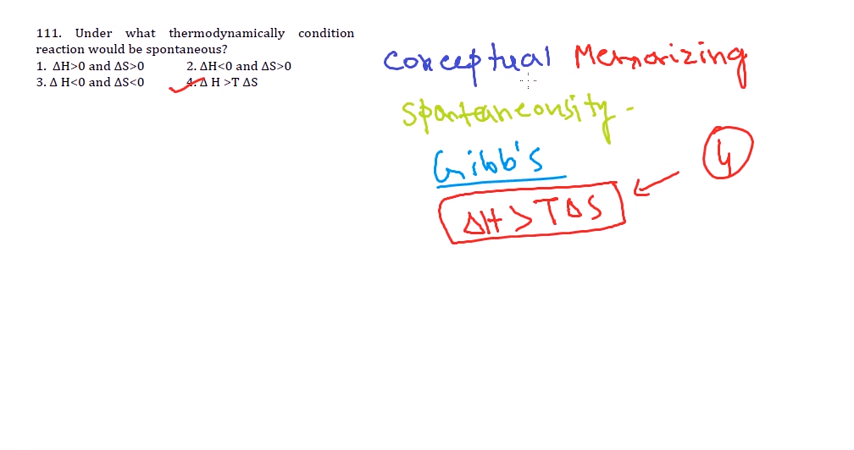 111. Under what thermodynamically condition
reaction would be spontaneous?
1. ΔH>0 and ΔS>0 2. ΔH<0 and ΔS>0
3. Δ H<0 and ΔS<0 4. Δ H >T ΔS
Conceptual Memorizing
Spontaneousity -
Gibb's
4
ΔH > TΔS